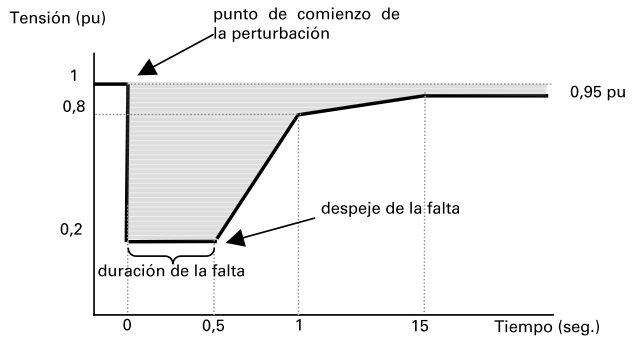 Tensión (pu)
punto de comienzo de
la perturbación
1
0,8
0,95 pu
0,2
despeje de la falta
duración de la falta
0
0,5
1
15
Tiempo (seg.)